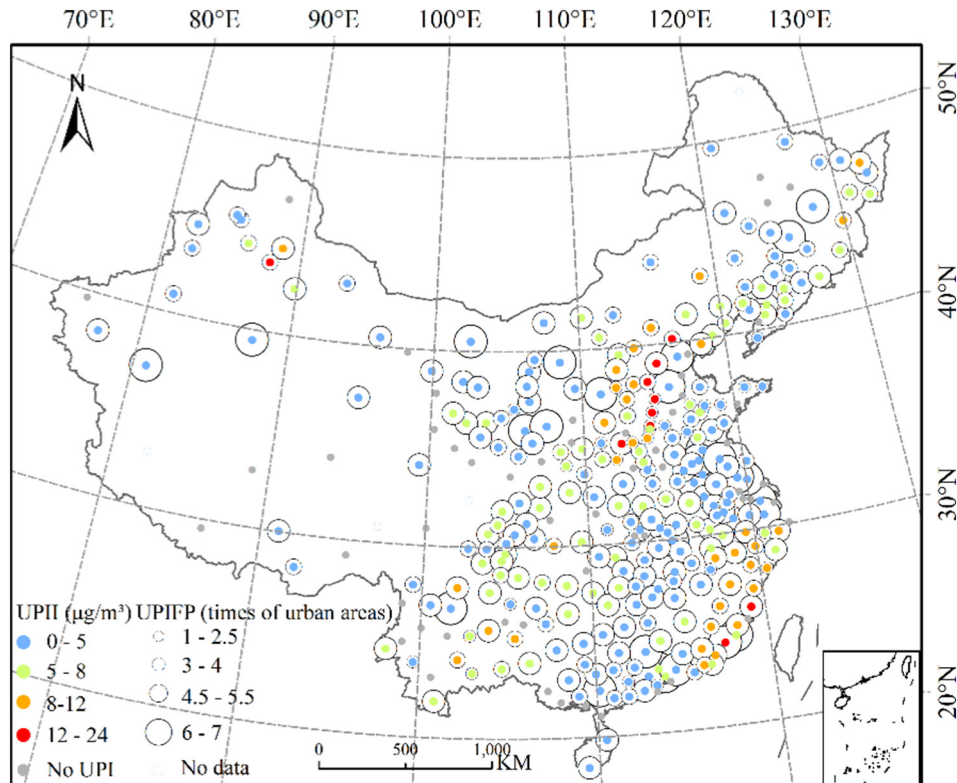 70°E 80°E 90°E 100°E 110°E 120°E 130°E
N
50°N
40°N
30°N
20°N
UPII (μg/m³) UPIFP (times of urban areas)
0 - 5 1 - 2.5
5 - 8 3 - 4
8-12 4.5 - 5.5
12 - 24 6 - 7
No UPI No data
0 500 1,000
KM